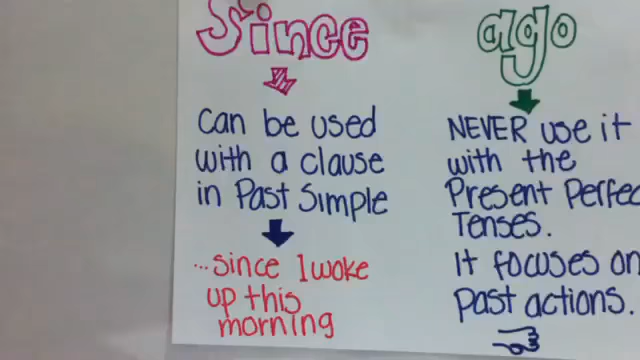 Since
can be used
with a clause
in Past Simple
...since I woke
up this
morning
ago
NEVER use it
with the
Present Perfec
Tenses.
It focuses on
past actions.